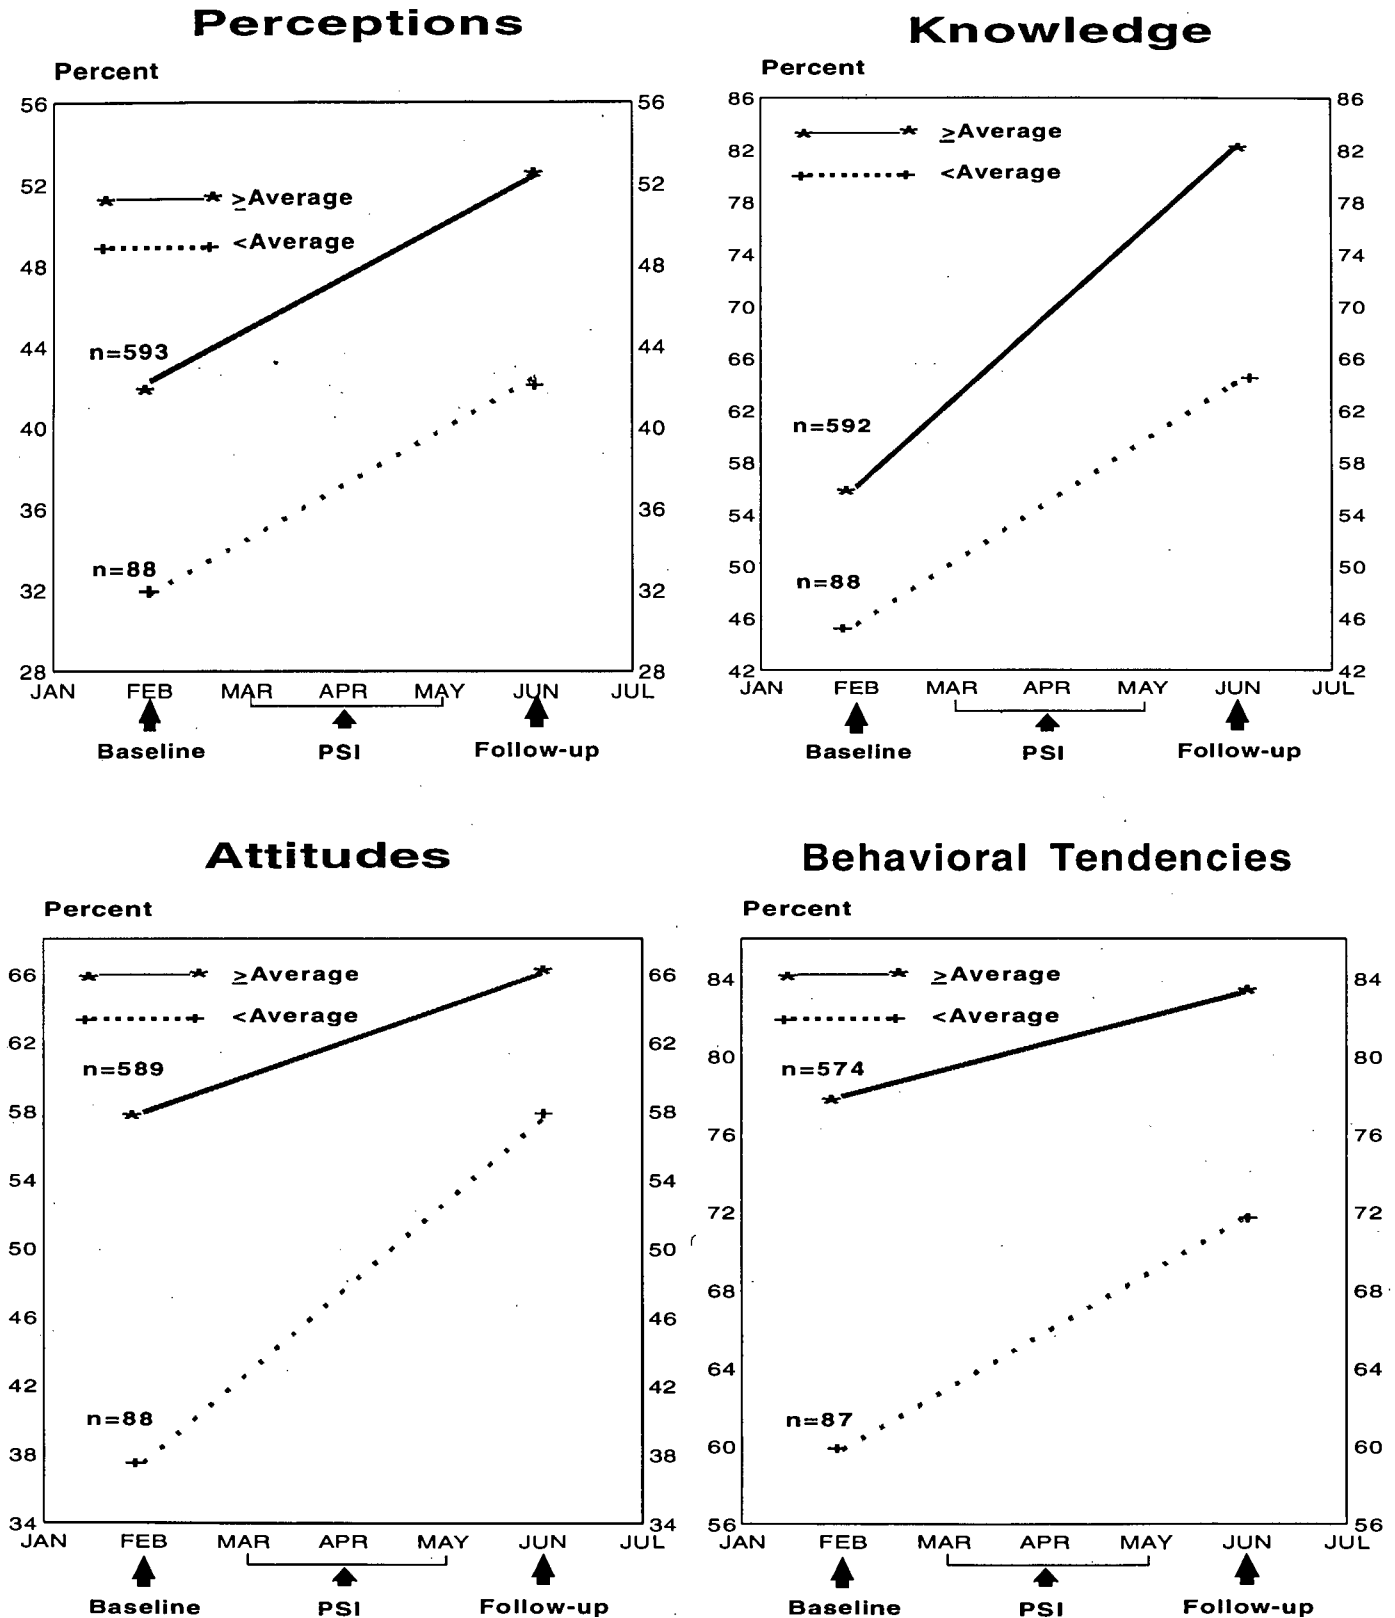 Perceptions
Percent
56 56
≥Average
52 52
<Average
48 48
n=593
44 44
40 40
36 36
n=88
32 32
28 28
JAN FEB MAR APR MAY JUN JUL
Baseline PSI Follow-up
Knowledge
Percent
86 86
≥Average
82 82
<Average
78 78
74 74
70 70
66 66
62 62
n=592
58 58
54 54
50 50
n=88
46 46
42 42
JAN FEB MAR APR MAY JUN JUL
Baseline PSI Follow-up
Attitudes
Percent
66 ≥Average 66
<Average
62 62
n=589
58 58
54 54
50 50
46 46
42 42
n=88
38 38
34 34
JAN FEB MAR APR MAY JUN JUL
Baseline PSI Follow-up
Behavioral Tendencies
Percent
84 ≥Average 84
<Average
80 80
n=574
76 76
72 72
68 68
64 64
n=87
60 60
56 56
JAN FEB MAR APR MAY JUN JUL
Baseline PSI Follow-up